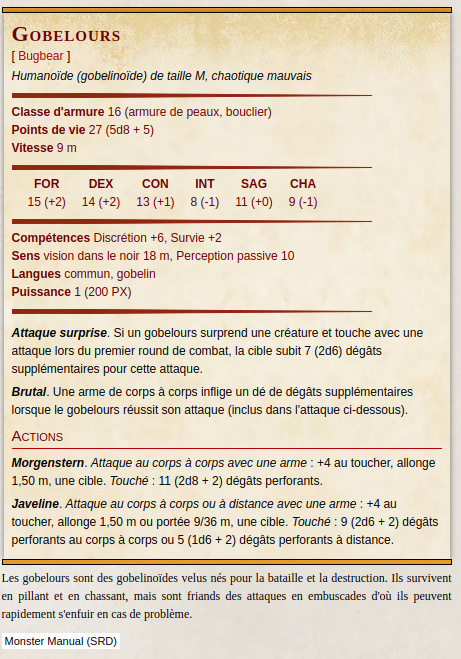 GOBELOURS
[ Bugbear ]
Humanoïde (gobelinoïde) de taille M, chaotique mauvais
Classe d'armure 16 (armure de peaux, bouclier)
Points de vie 27 (5d8 + 5)
Vitesse 9 m
FOR DEX CON INT SAG CHA
15 (+2) 14 (+2) 13 (+1) 8 (-1) 11 (+0) 9 (-1)
Compétences Discrétion +6, Survie +2
Sens vision dans le noir 18 m, Perception passive 10
Langues commun, gobelin
Puissance 1 (200 PX)
Attaque surprise. Si un gobelours surprend une créature et touche avec une
attaque lors du premier round de combat, la cible subit 7 (2d6) dégâts
supplémentaires pour cette attaque.
Brutal. Une arme de corps à corps inflige un dé de dégâts supplémentaires
lorsque le gobelours réussit son attaque (inclus dans l'attaque ci-dessous).
ACTIONS
Morgenstern. Attaque au corps à corps avec une arme : +4 au toucher, allonge
1,50 m, une cible. Touché : 11 (2d8 + 2) dégâts perforants.
Javeline. Attaque au corps à corps ou à distance avec une arme : +4 au
toucher, allonge 1,50 m ou portée 9/36 m, une cible. Touché : 9 (2d6 + 2) dégâts
perforants au corps à corps ou 5 (1d6 + 2) dégâts perforants à distance.
Les gobelours sont des gobelinoïdes velus nés pour la bataille et la destruction. Ils survivent
en pillant et en chassant, mais sont friands des attaques en embuscades d'où ils peuvent
rapidement s'enfuir en cas de problème.
Monster Manual (SRD)